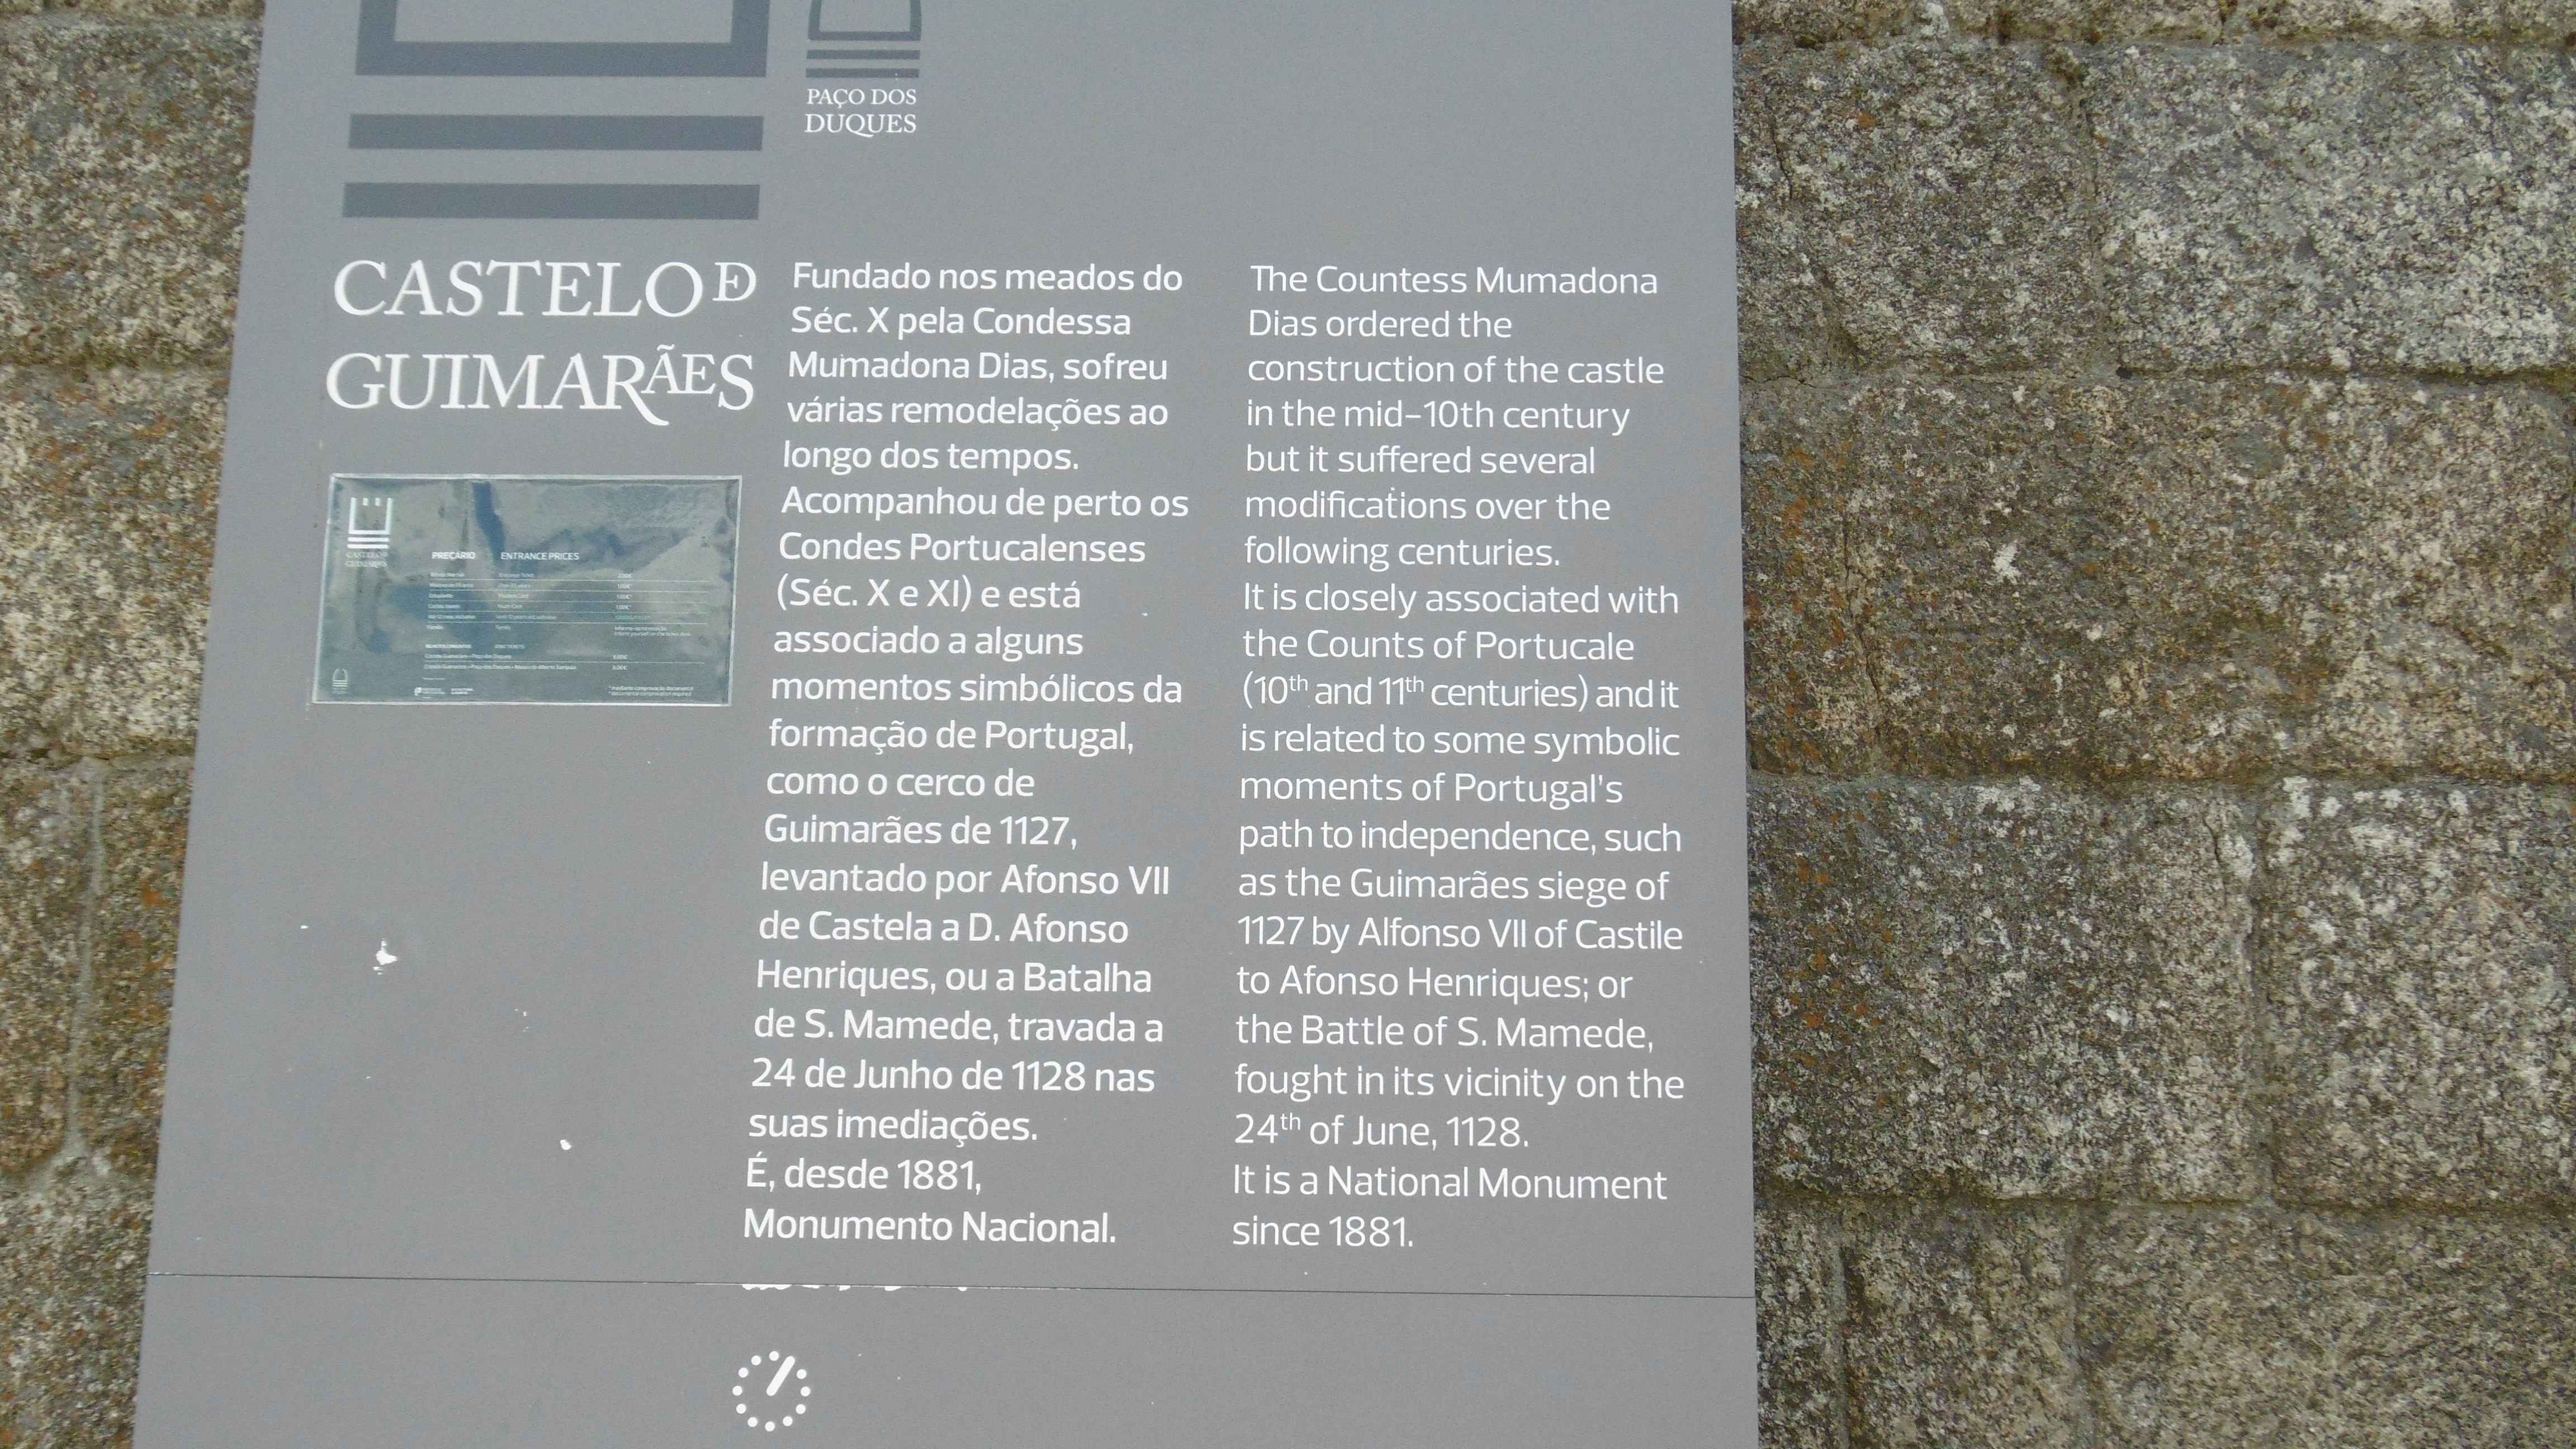 PAÇO DOS
DUQUES
CASTELO DE
GUIMARÃES
PREÇÁRIO ENTRANCE PRICES
Fundado nos meados do
Séc. X pela Condessa
Mumadona Dias, sofreu
várias remodelações ao
longo dos tempos.
Acompanhou de perto os
Condes Portucalenses
(Séc. X e XI) e está
associado a alguns
momentos simbólicos da
formação de Portugal,
como o cerco de
Guimarães de 1127,
levantado por Afonso VII
de Castela a D. Afonso
Henriques, ou a Batalha
de S. Mamede, travada a
24 de Junho de 1128 nas
suas imediações.
É, desde 1881,
Monumento Nacional.
The Countess Mumadona
Dias ordered the
construction of the castle
in the mid-10th century
but it suffered several
modifications over the
following centuries.
It is closely associated with
the Counts of Portucale
(10th and 11th centuries) and it
is related to some symbolic
moments of Portugal's
path to independence, such
as the Guimarães siege of
1127 by Alfonso VII of Castile
to Afonso Henriques; or
the Battle of S. Mamede,
fought in its vicinity on the
24th of June, 1128.
It is a National Monument
since 1881.